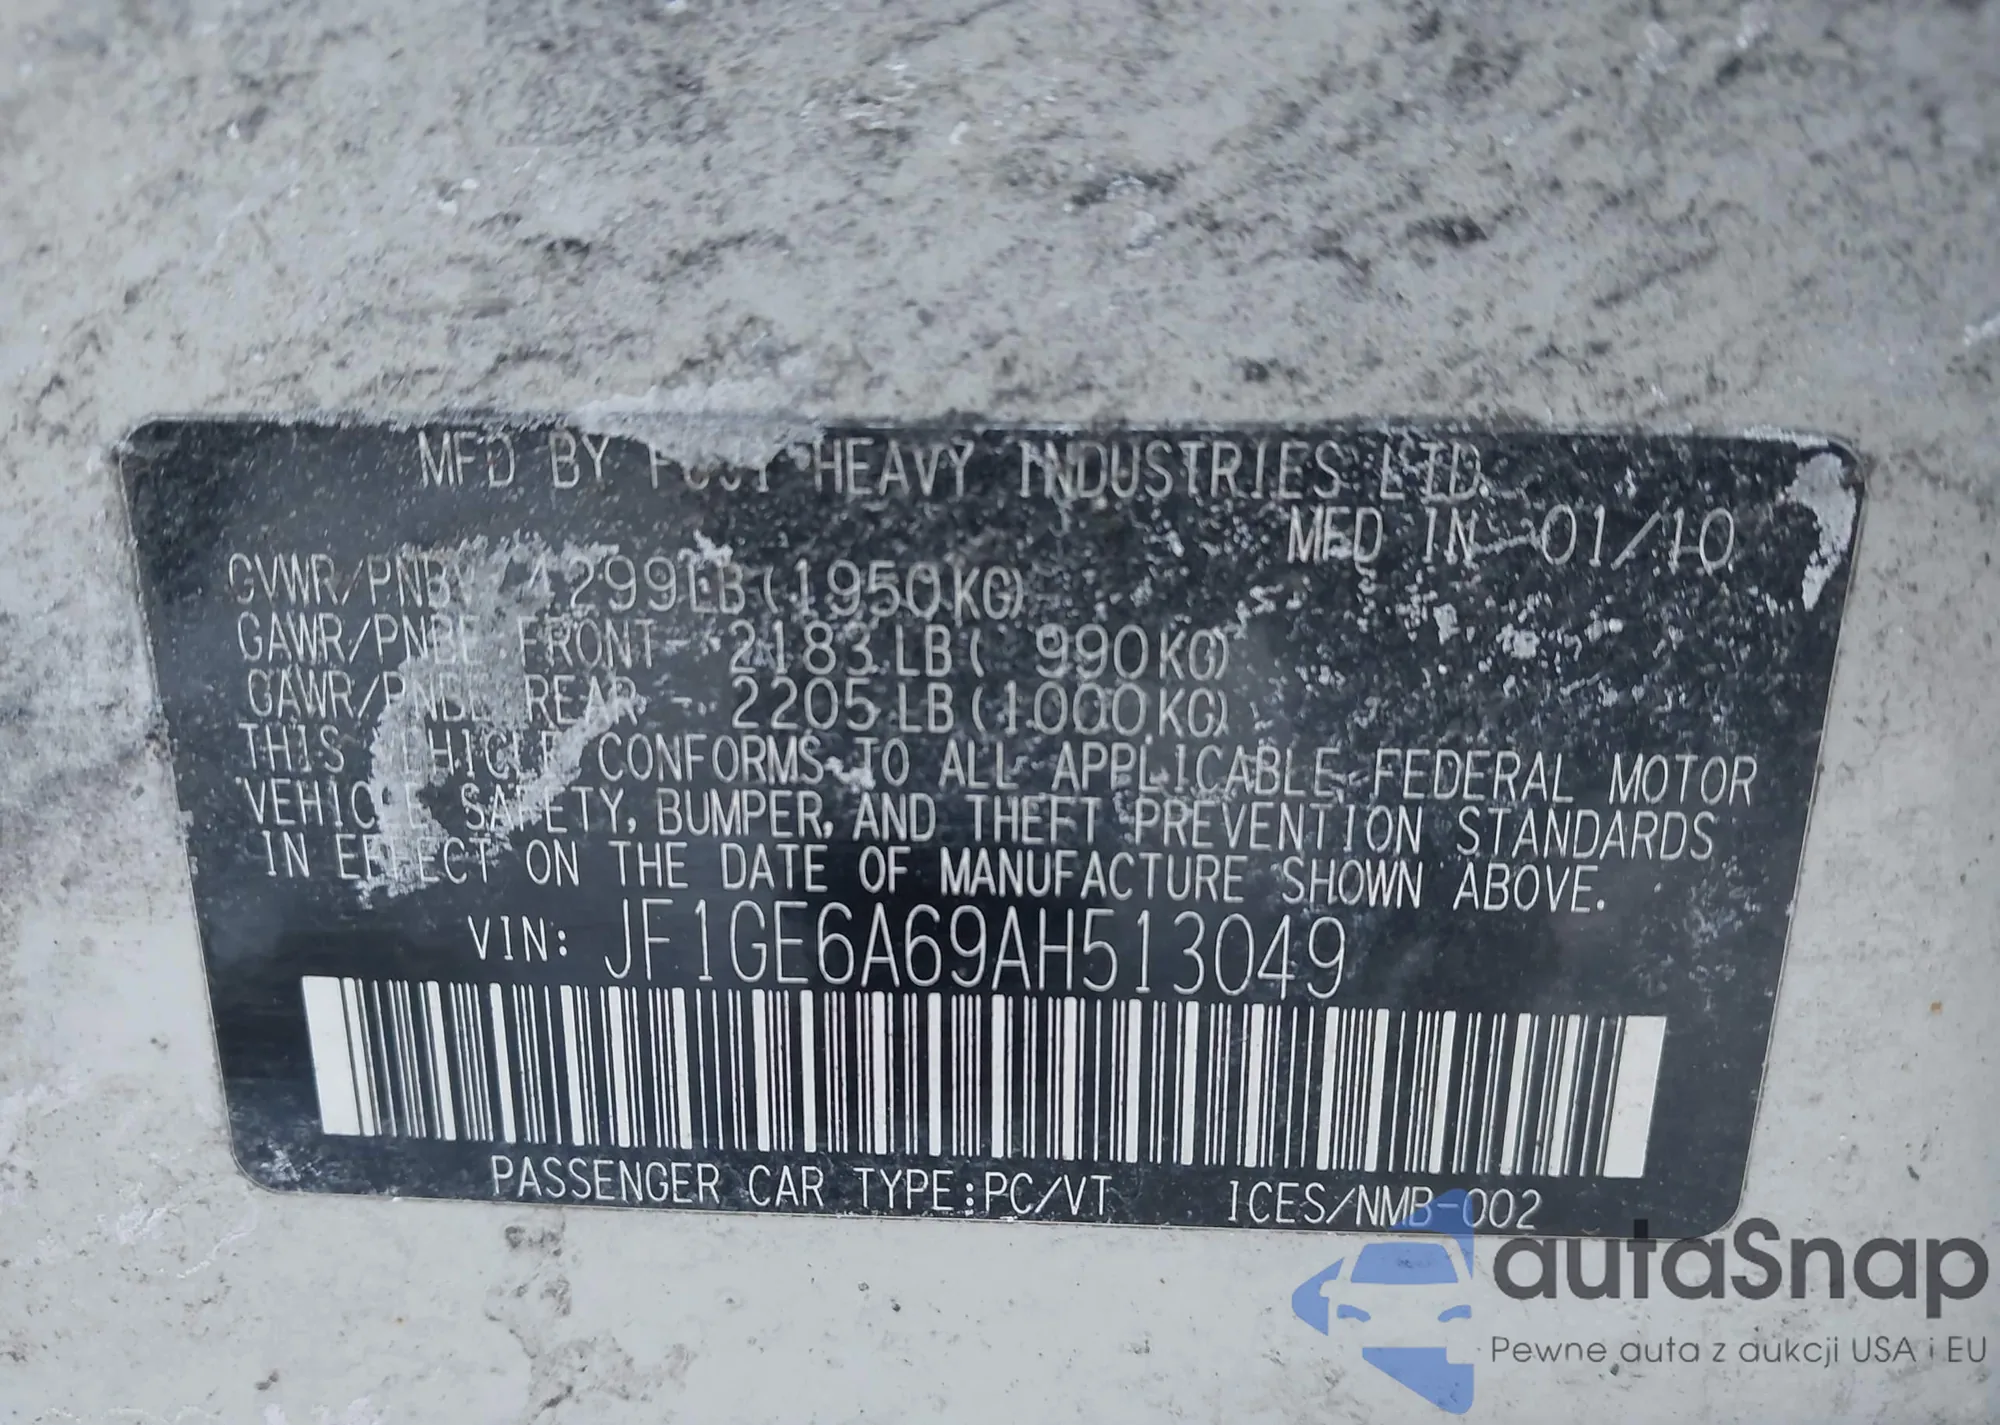 MFD BY FUJI HEAVY INDUSTRIES LTD.
MFD IN 01/10
GVWR/PNBV 4299LB(1950KG)
GAWR/PNBE FRONT- 2183LB( 990KG)
GAWR/PNBE REAR - 2205LB(1000KG)
THIS VEHICLE CONFORMS TO ALL APPLICABLE FEDERAL MOTOR
VEHICLE SAFETY, BUMPER, AND THEFT PREVENTION STANDARDS
IN EFFECT ON THE DATE OF MANUFACTURE SHOWN ABOVE.
VIN: JF1GE6A69AH513049
PASSENGER CAR TYPE:PC/VT ICES/NMB-002
autaSnap
Pewne auta z aukcji USA i EU